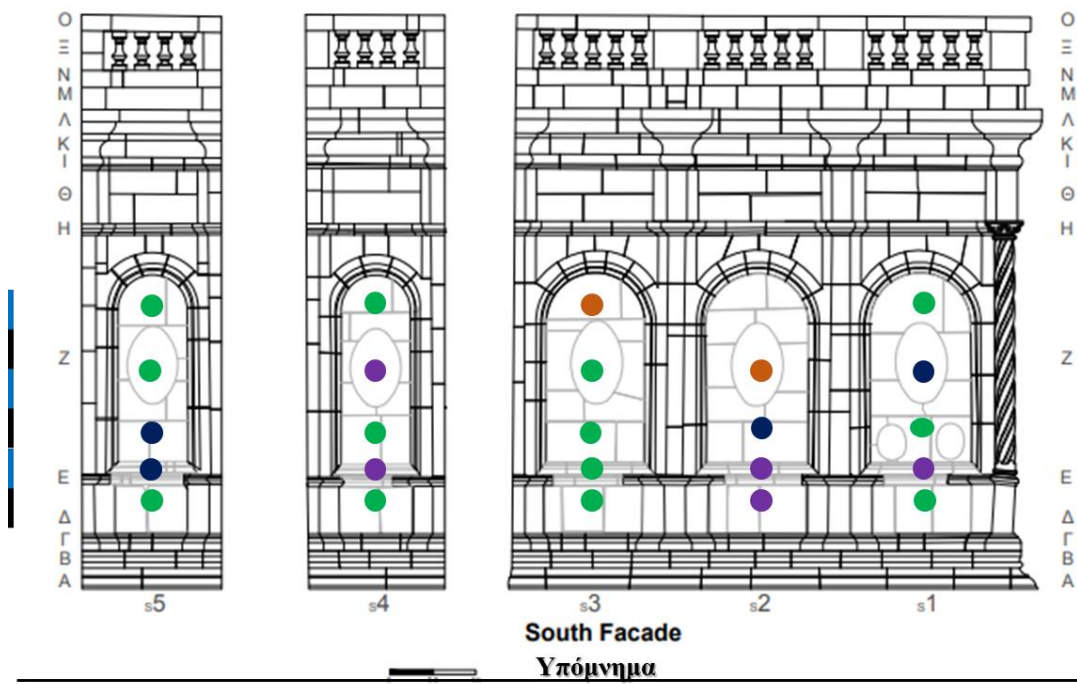 Ο Ο
Ξ Ξ
Ν Ν
Μ Μ
Λ Λ
Κ Κ
Ι Ι
Θ Θ
Η Η
Ζ Ζ
Ε Ε
Δ Δ
Γ Γ
Β Β
Α Α
s5 s4 s3 s2 s1
South Facade
Υπόμνημα